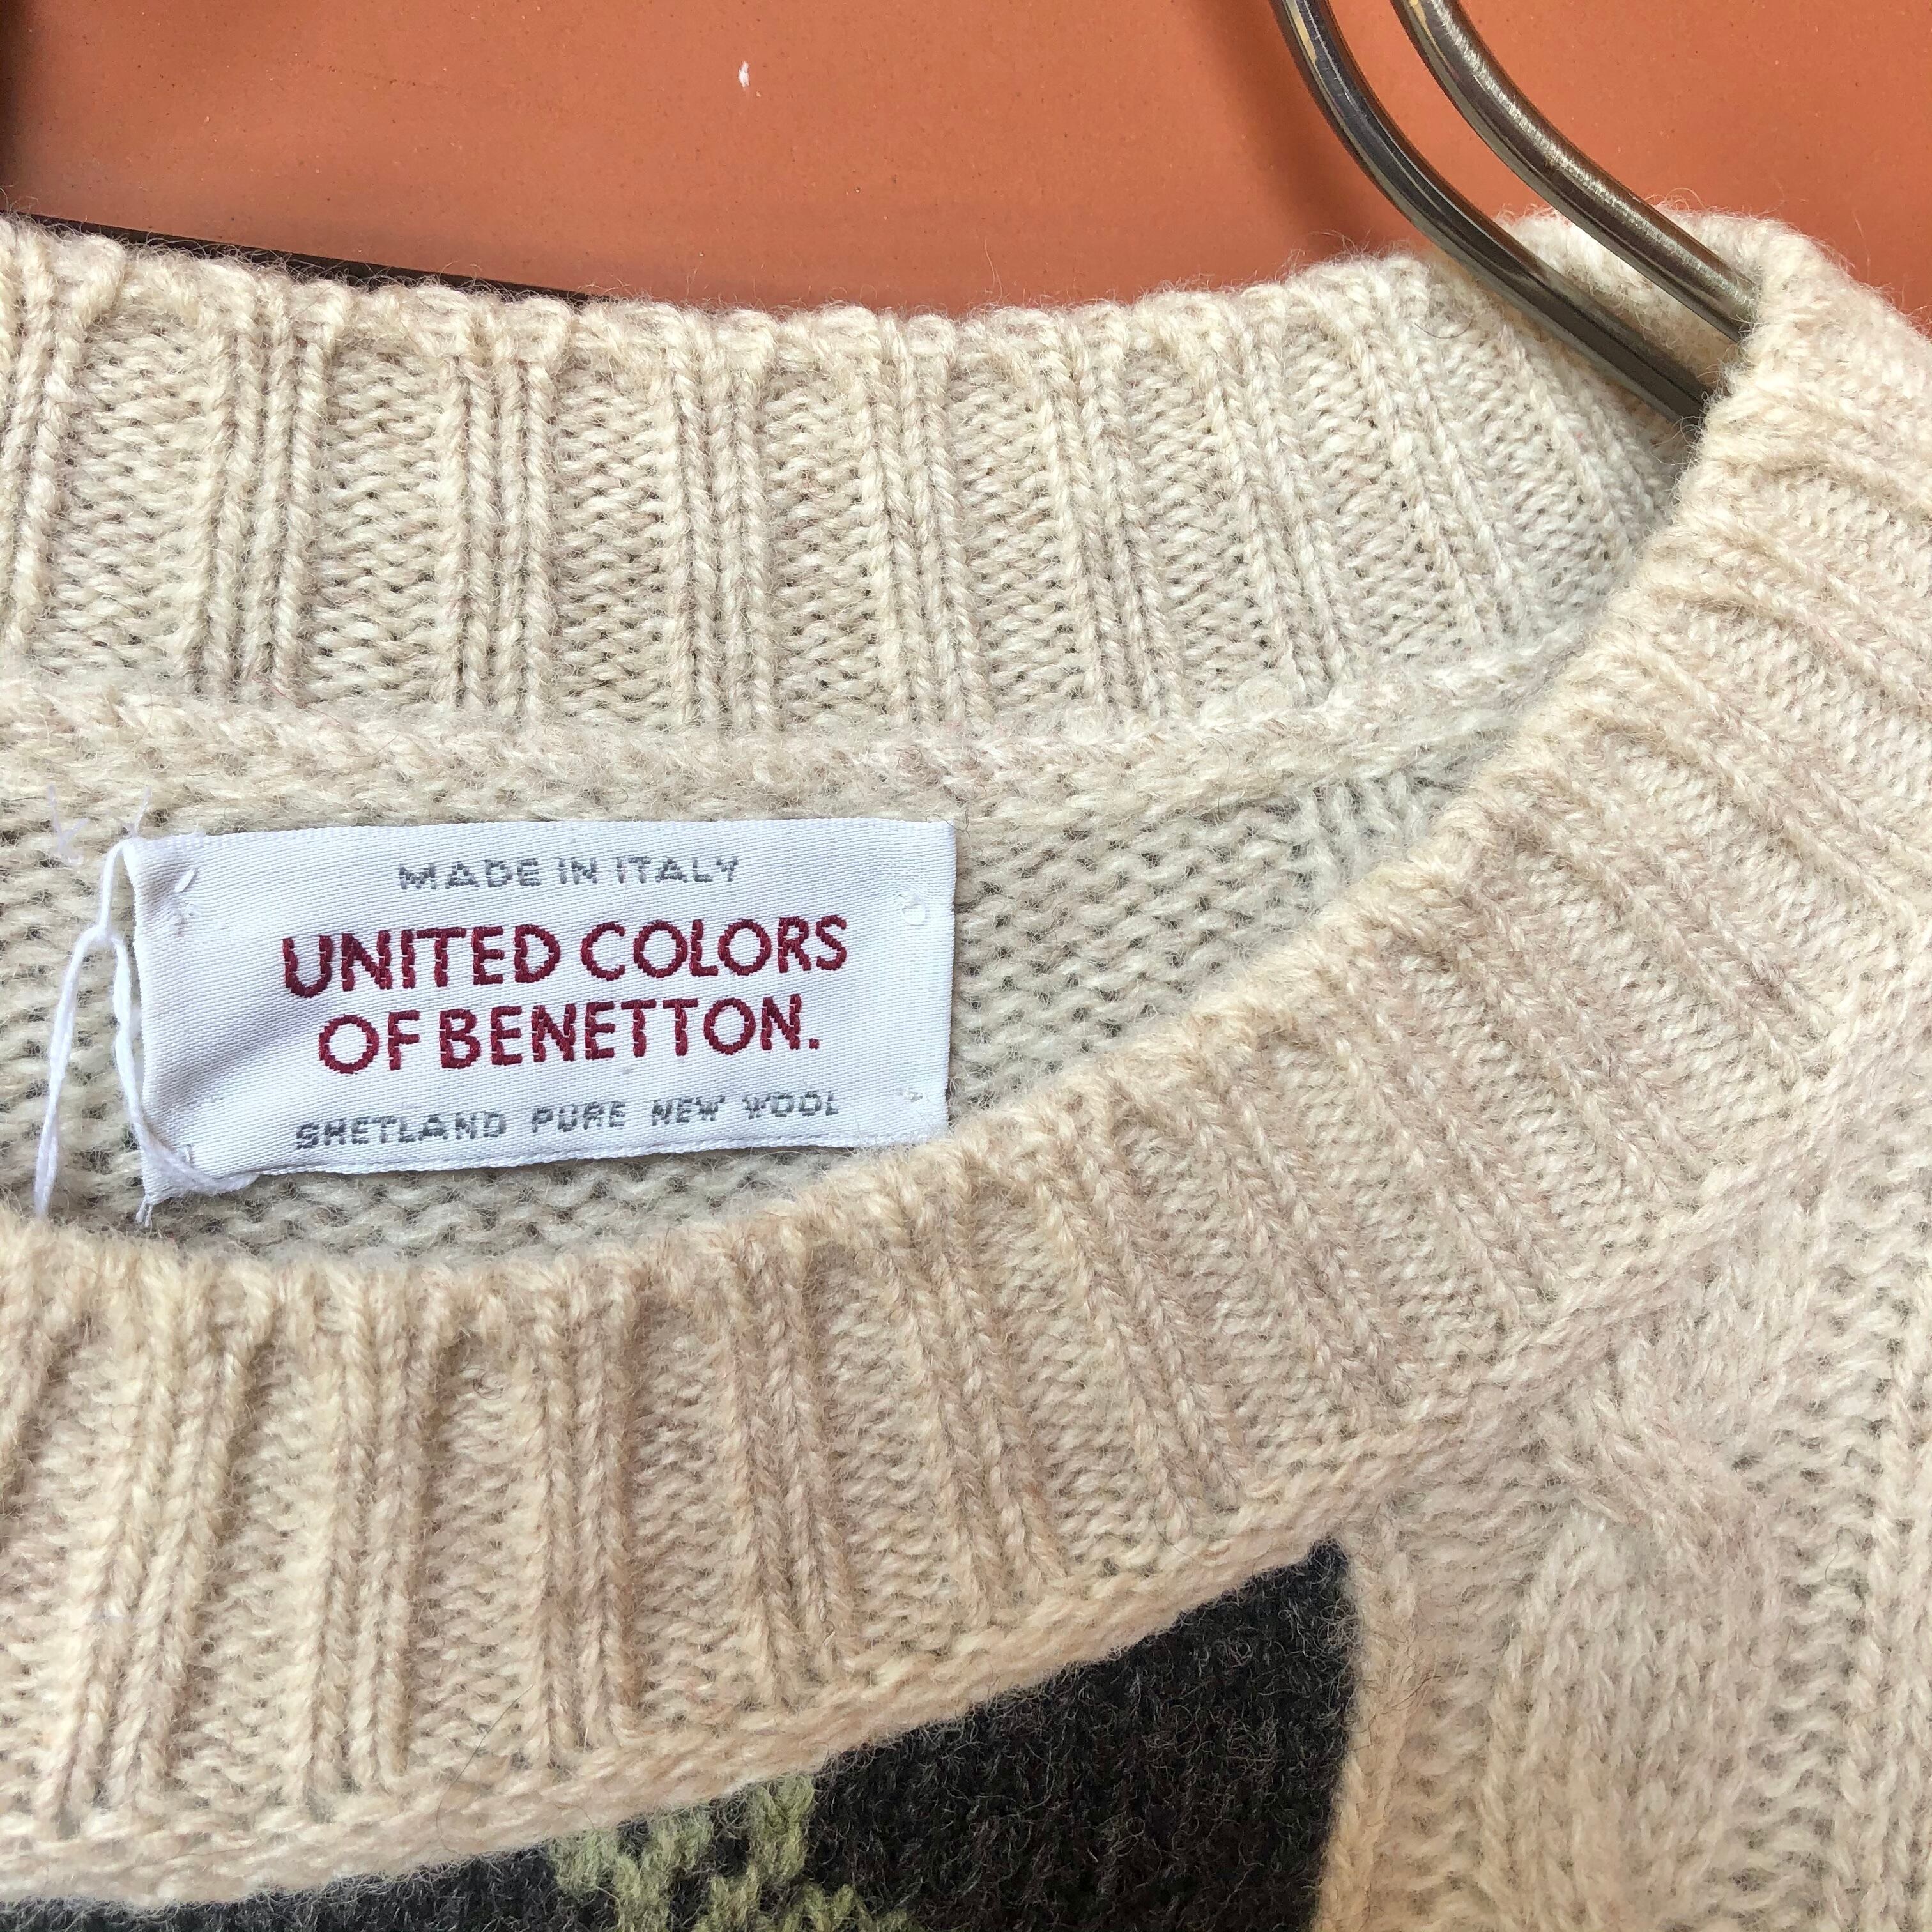 MADE IN ITALY
UNITED COLORS
OF BENETTON.
SHETLAND PURE NEW WOOL